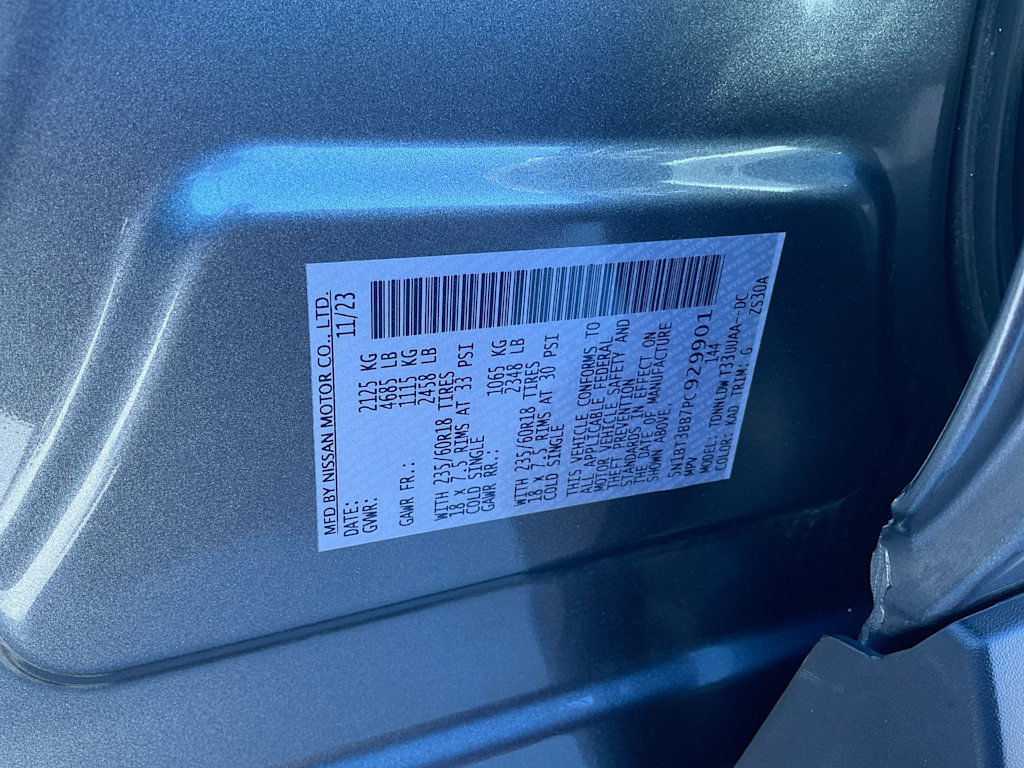 MFD BY NISSAN MOTOR CO., LTD.
DATE: 11/23
GVWR: 2125 KG
4685 LB
GAWR FR.: 1115 KG
2458 LB
WITH 235/60R18 TIRES
18 X 7.5 RIMS AT 33 PSI
COLD SINGLE
GAWR RR.: 1065 KG
2348 LB
WITH 235/60R18 TIRES
18 X 7.5 RIMS AT 30 PSI
COLD SINGLE
THIS VEHICLE CONFORMS TO
ALL APPLICABLE FEDERAL
MOTOR VEHICLE SAFETY AND
THEFT PREVENTION
STANDARDS IN EFFECT ON
THE DATE OF MANUFACTURE
SHOWN ABOVE.
5N1BT3BB7PC929901
MPV 144
MODEL: TDNNLDWT33UUAA--DC
COLOR: KAD TRIM: G ZS30A